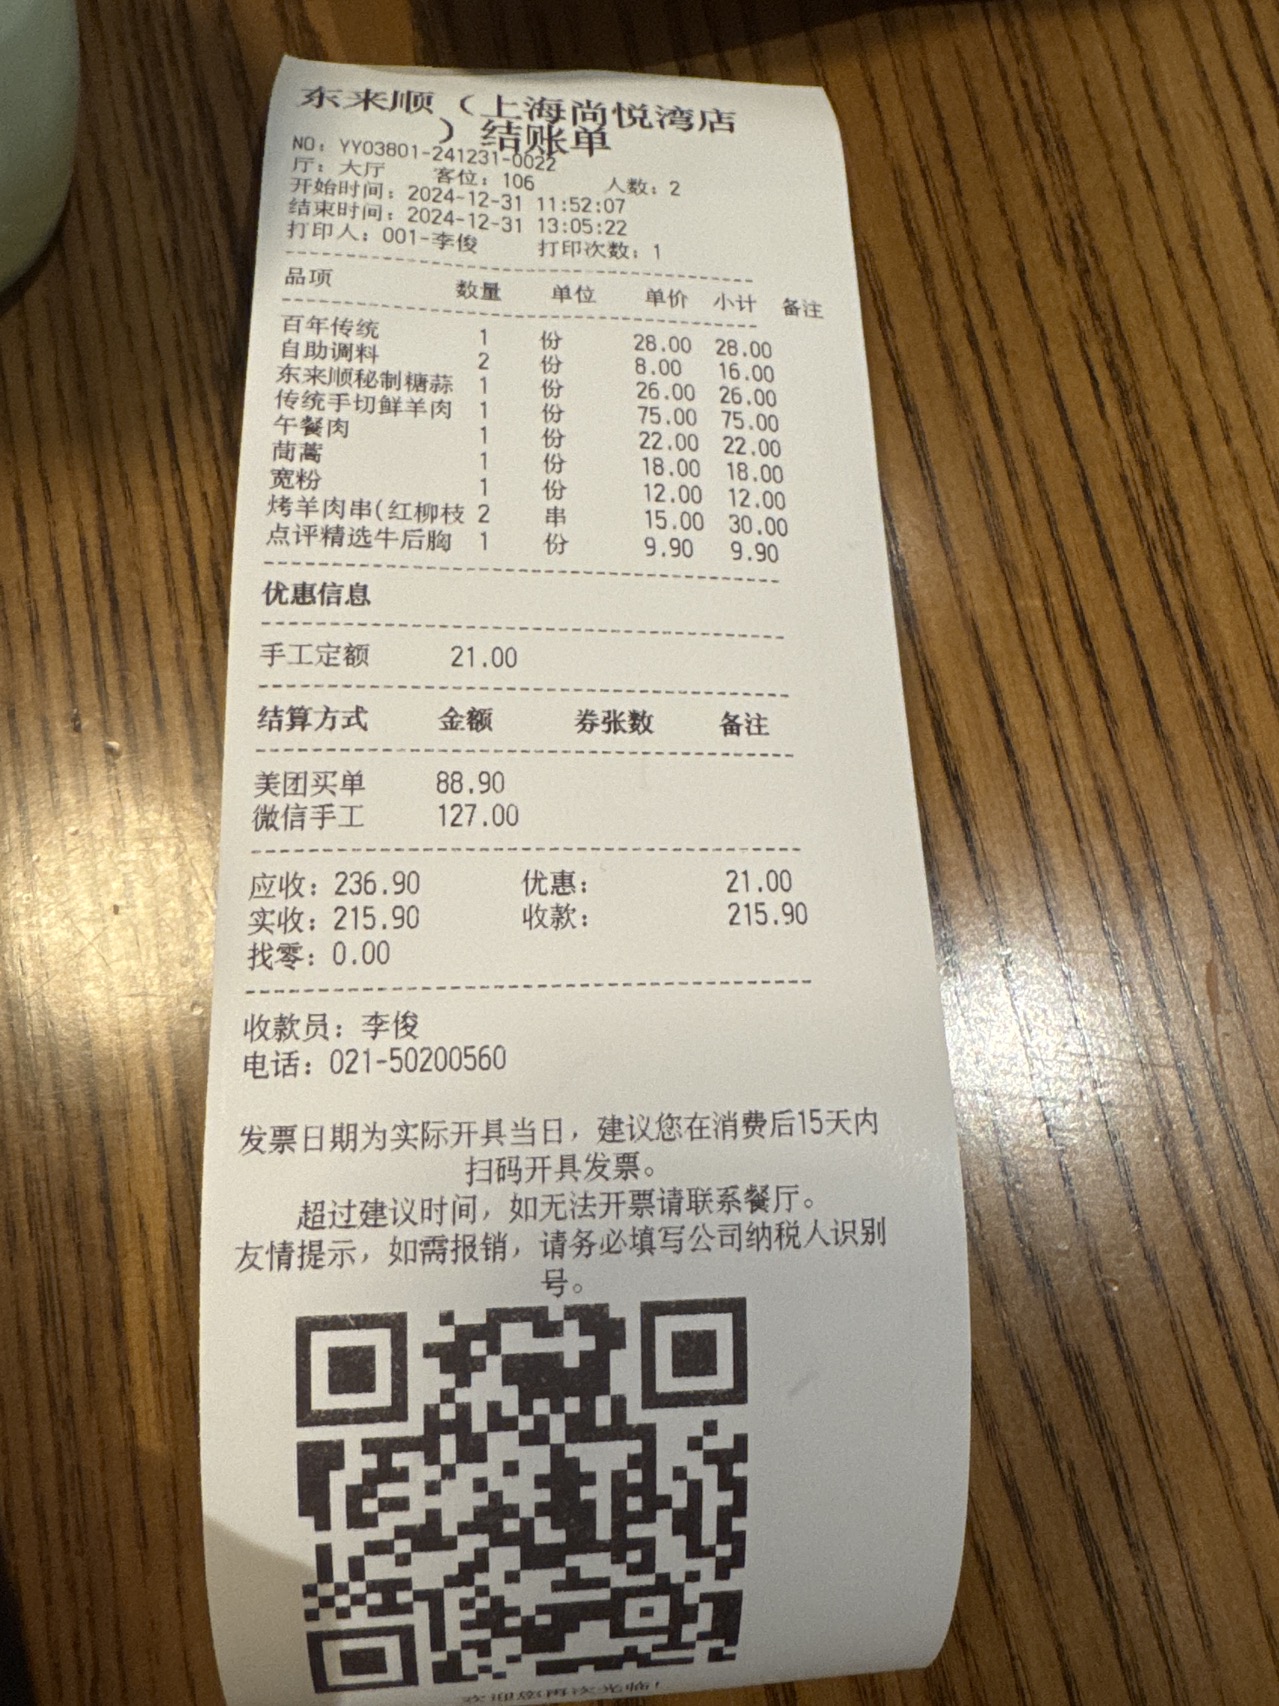 东来顺（上海尚悦湾店
）结账单
NO：YY03801-241231-0022
厅：大厅 客位：106 人数：2
开始时间：2024-12-31 11:52:07
结束时间：2024-12-31 13:05:22
打印人：001-李俊 打印次数：1
品项 数量 单位 单价 小计 备注
百年传统 1 份 28.00 28.00
自助调料 2 份 8.00 16.00
东来顺秘制糖蒜 1 份 26.00 26.00
传统手切鲜羊肉 1 份 75.00 75.00
午餐肉 1 份 22.00 22.00
茼蒿 1 份 18.00 18.00
宽粉 1 份 12.00 12.00
烤羊肉串(红柳枝 2 串 15.00 30.00
点评精选牛后胸 1 份 9.90 9.90
优惠信息
手工定额 21.00
结算方式 金额 券张数 备注
美团买单 88.90
微信手工 127.00
应收：236.90 优惠： 21.00
实收：215.90 收款： 215.90
找零：0.00
收款员：李俊
电话：021-50200560
发票日期为实际开具当日，建议您在消费后15天内
扫码开具发票。
超过建议时间，如无法开票请联系餐厅。
友情提示，如需报销，请务必填写公司纳税人识别
号。
欢迎您再次光临！